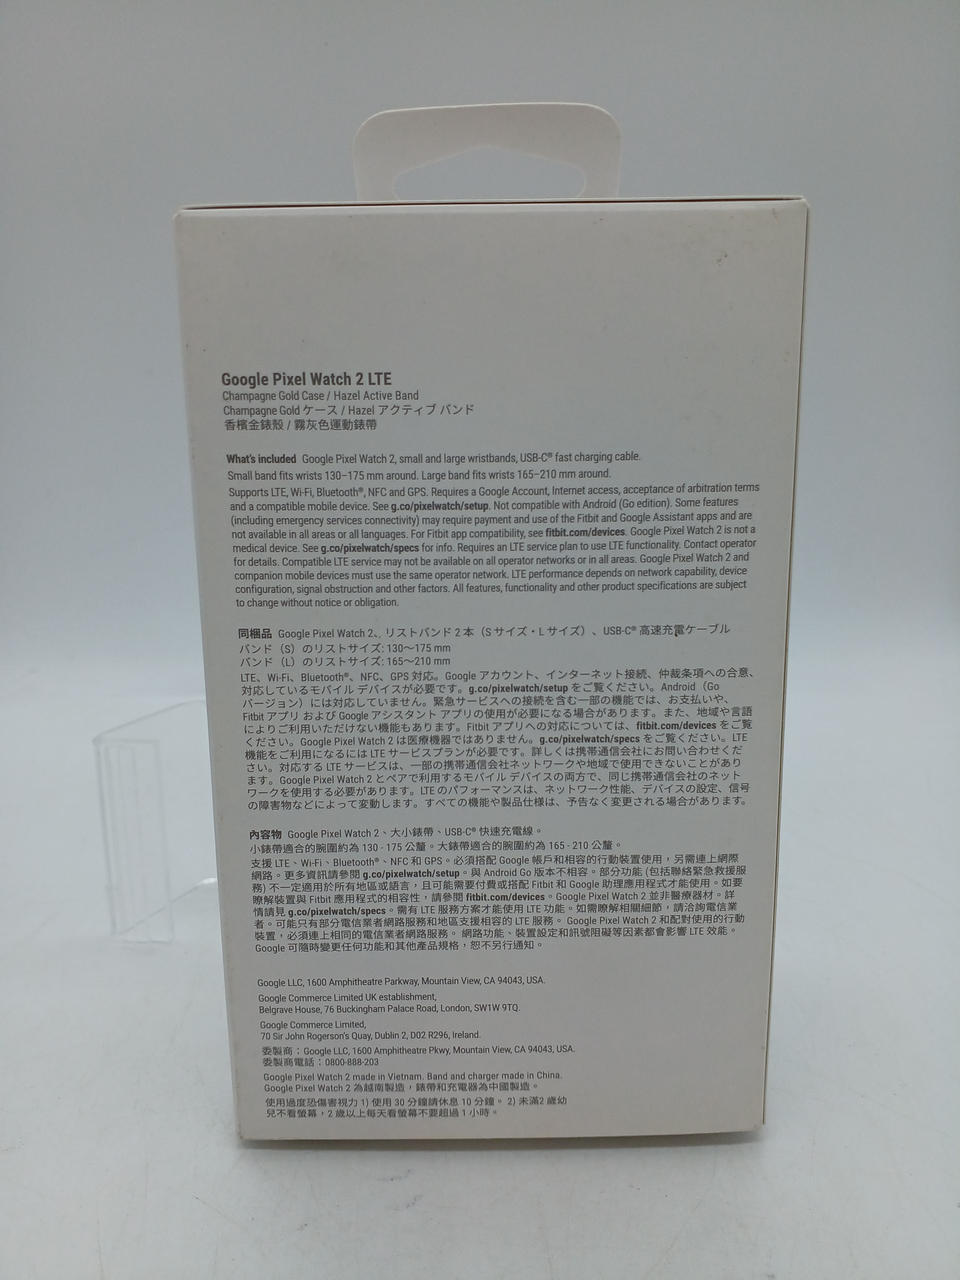 Google Pixel Watch 2 LTE
Champagne Gold Case / Hazel Active Band
Champagne Gold ケース / Hazel アクティブ バンド
香檳金錶殼 / 霧灰色運動錶帶
What's included Google Pixel Watch 2, small and large wristbands, USB-C® fast charging cable.
Small band fits wrists 130–175 mm around. Large band fits wrists 165–210 mm around.
Supports LTE, Wi-Fi, Bluetooth®, NFC and GPS. Requires a Google Account, Internet access, acceptance of arbitration terms
and a compatible mobile device. See g.co/pixelwatch/setup. Not compatible with Android (Go edition). Some features
(including emergency services connectivity) may require payment and use of the Fitbit and Google Assistant apps and are
not available in all areas or all languages. For Fitbit app compatibility, see fitbit.com/devices. Google Pixel Watch 2 is not a
medical device. See g.co/pixelwatch/specs for info. Requires an LTE service plan to use LTE functionality. Contact operator
for details. Compatible LTE service may not be available on all operator networks or in all areas. Google Pixel Watch 2 and
companion mobile devices must use the same operator network. LTE performance depends on network capability, device
configuration, signal obstruction and other factors. All features, functionality and other product specifications are subject
to change without notice or obligation.
同梱品 Google Pixel Watch 2、リストバンド 2 本（S サイズ・L サイズ）、USB-C® 高速充電ケーブル
バンド（S）のリストサイズ: 130〜175 mm
バンド（L）のリストサイズ: 165〜210 mm
LTE、Wi-Fi、Bluetooth®、NFC、GPS 対応。Google アカウント、インターネット接続、仲裁条項への合意、
対応しているモバイル デバイスが必要です。g.co/pixelwatch/setup をご覧ください。Android（Go
バージョン）には対応していません。緊急サービスへの接続を含む一部の機能では、お支払いや、
Fitbit アプリ および Google アシスタント アプリの使用が必要になる場合があります。また、地域や言語
によりご利用いただけない機能もあります。Fitbit アプリへの対応については、fitbit.com/devices をご覧
ください。Google Pixel Watch 2 は医療機器ではありません。g.co/pixelwatch/specs をご覧ください。LTE
機能をご利用になるには LTE サービスプランが必要です。詳しくは携帯通信会社にお問い合わせくだ
さい。対応する LTE サービスは、一部の携帯通信会社ネットワークや地域で使用できないことがあり
ます。Google Pixel Watch 2 とペアで利用するモバイル デバイスの両方で、同じ携帯通信会社のネット
ワークを使用する必要があります。LTE のパフォーマンスは、ネットワーク性能、デバイスの設定、信号
の障害物などによって変動します。すべての機能や製品仕様は、予告なく変更される場合があります。
內容物 Google Pixel Watch 2、大小錶帶、USB-C® 快速充電線。
小錶帶適合的腕圍約為 130 - 175 公釐。大錶帶適合的腕圍約為 165 - 210 公釐。
支援 LTE、Wi-Fi、Bluetooth®、NFC 和 GPS。必須搭配 Google 帳戶和相容的行動裝置使用，另需連上網際
網路。更多資訊請參閱 g.co/pixelwatch/setup。與 Android Go 版本不相容。部分功能 (包括聯絡緊急救援服
務) 不一定適用於所有地區或語言，且可能需要付費或搭配 Fitbit 和 Google 助理應用程式才能使用。如要
瞭解裝置與 Fitbit 應用程式的相容性，請參閱 fitbit.com/devices。Google Pixel Watch 2 並非醫療器材。詳
情請見 g.co/pixelwatch/specs。需有 LTE 服務方案才能使用 LTE 功能。如需瞭解相關細節，請洽詢電信業
者。可能只有部分電信業者網路服務和地區支援相容的 LTE 服務。Google Pixel Watch 2 和配對使用的行動
裝置，必須連上相同的電信業者網路服務。 網路功能、裝置設定和訊號阻礙等因素都會影響 LTE 效能。
Google 可隨時變更任何功能和其他產品規格，恕不另行通知。
Google LLC, 1600 Amphitheatre Parkway, Mountain View, CA 94043, USA.
Google Commerce Limited UK establishment,
Belgrave House, 76 Buckingham Palace Road, London, SW1W 9TQ.
Google Commerce Limited,
70 Sir John Rogerson's Quay, Dublin 2, D02 R296, Ireland.
委製商：Google LLC, 1600 Amphitheatre Pkwy, Mountain View, CA 94043, USA.
委製商電話：0800-888-203
Google Pixel Watch 2 made in Vietnam. Band and charger made in China.
Google Pixel Watch 2 為越南製造，錶帶和充電器為中國製造。
使用過度恐傷害視力 1) 使用 30 分鐘請休息 10 分鐘。 2) 未滿2 歲幼
兒不看螢幕，2 歲以上每天看螢幕不要超過 1 小時。